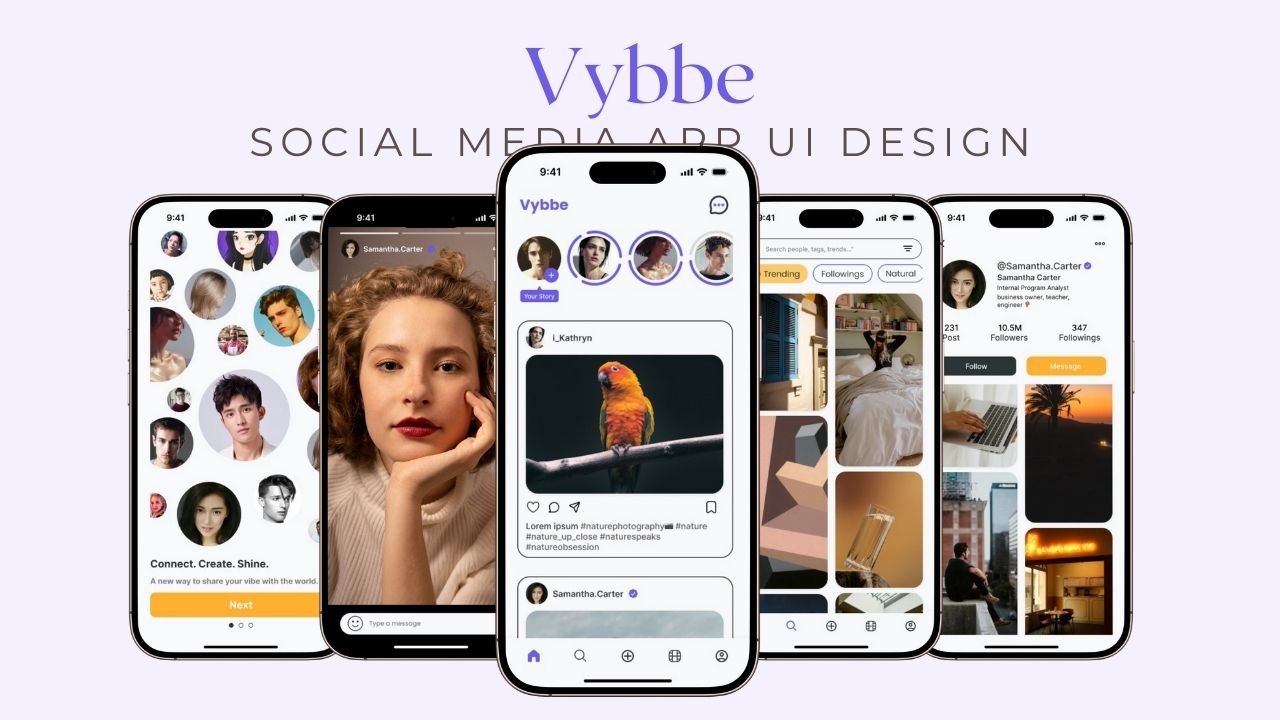 Vybbe
SOCIAL MEDIA APP UI DESIGN
9:41
Connect. Create. Shine.
A new way to share your vibe with the world.
Next
9:41
Samantha.Carter
Type a message
9:41
Vybbe
Your Story
i_Kathryn
Lorem ipsum #naturephotography📷 #nature
#nature_up_close #naturespeaks
#natureobsession
Samantha.Carter
9:41
Search people, tags, trends..."
Trending
Followings
Natural
9:41
@Samantha.Carter
Samantha Carter
Internal Program Analyst
business owner, teacher,
engineer
231 10.5M 347
Post Followers Followings
Follow
Message